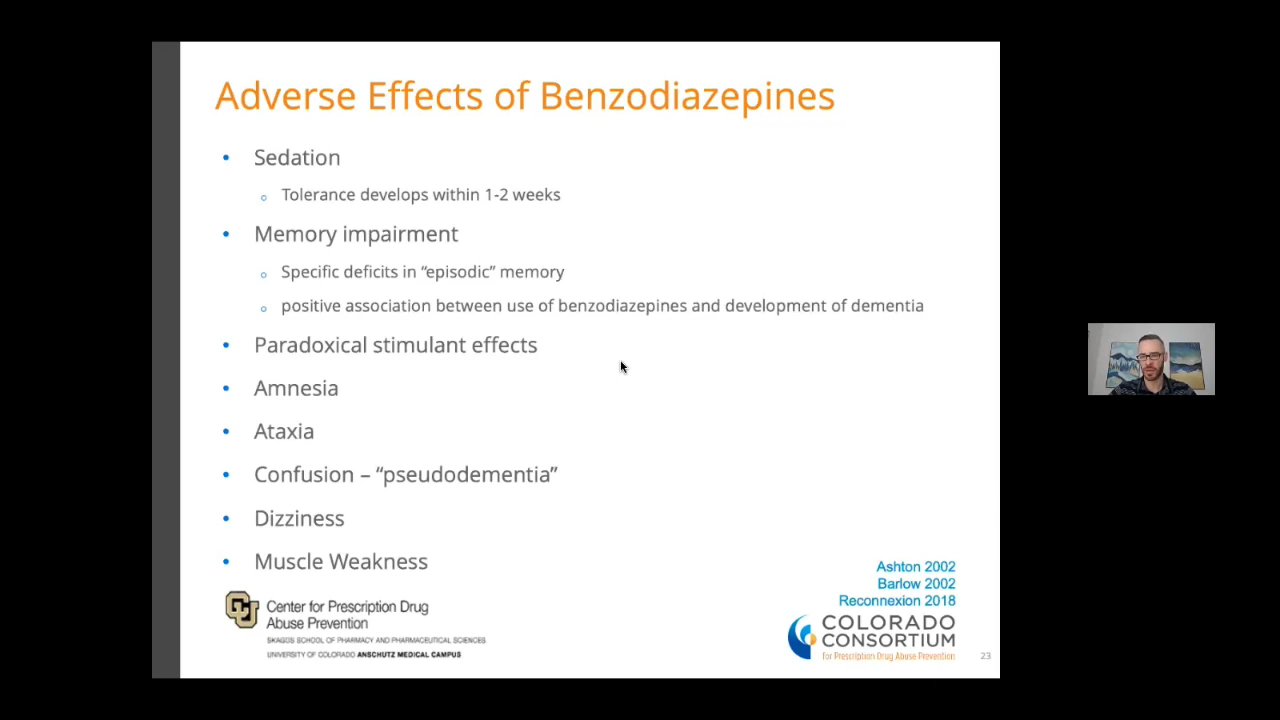 Adverse Effects of Benzodiazepines
• Sedation
○ Tolerance develops within 1-2 weeks
• Memory impairment
○ Specific deficits in “episodic” memory
○ positive association between use of benzodiazepines and development of dementia
• Paradoxical stimulant effects
• Amnesia
• Ataxia
• Confusion – “pseudodementia”
• Dizziness
• Muscle Weakness
Ashton 2002
Barlow 2002
Reconnexion 2018
CU
Center for Prescription Drug
Abuse Prevention
SKAGGS SCHOOL OF PHARMACY AND PHARMACEUTICAL SCIENCES
UNIVERSITY OF COLORADO ANSCHUTZ MEDICAL CAMPUS
COLORADO
CONSORTIUM
for Prescription Drug Abuse Prevention
23